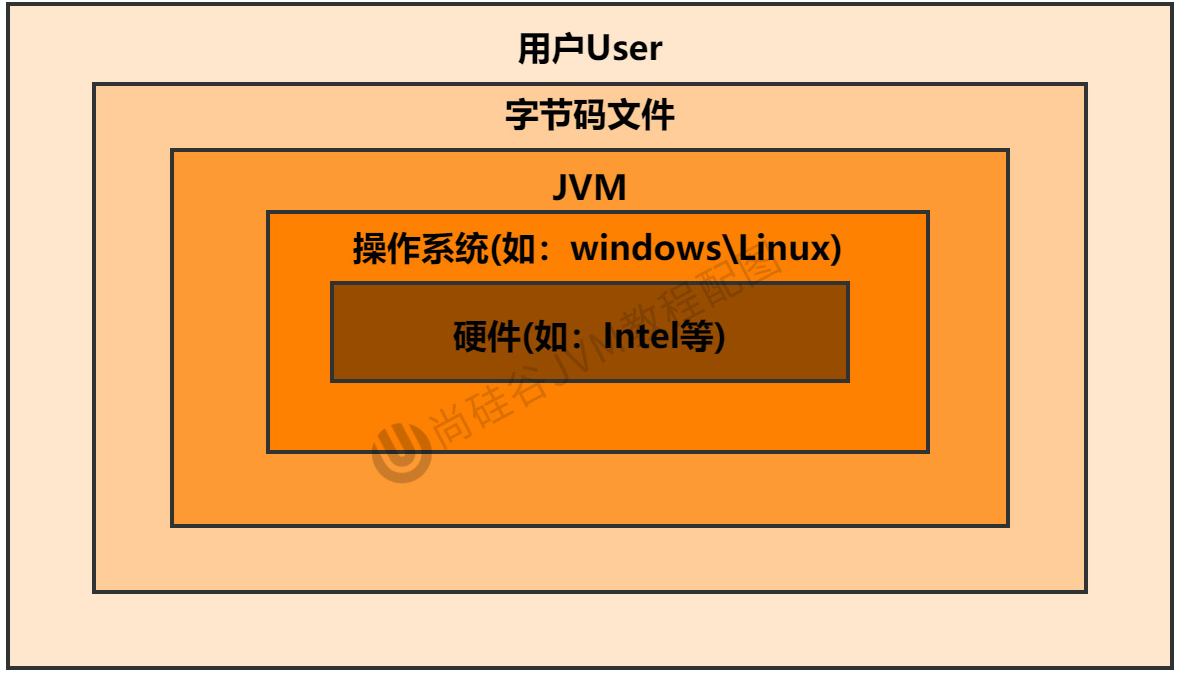 用户User
字节码文件
JVM
操作系统(如：windows\Linux)
硬件(如：Intel等)
尚硅谷JVM教程配图